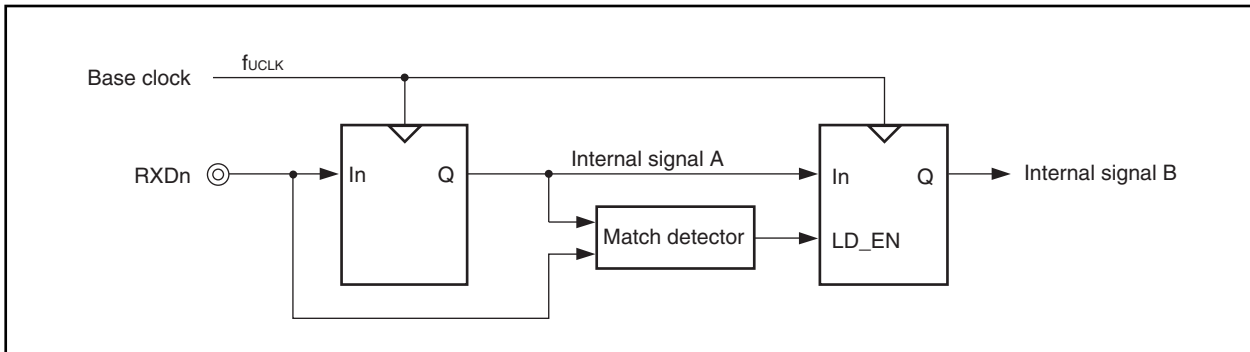 fUCLK
Base clock
Internal signal A
RXDn
In
Q
In
Q
Internal signal B
Match detector
LD_EN